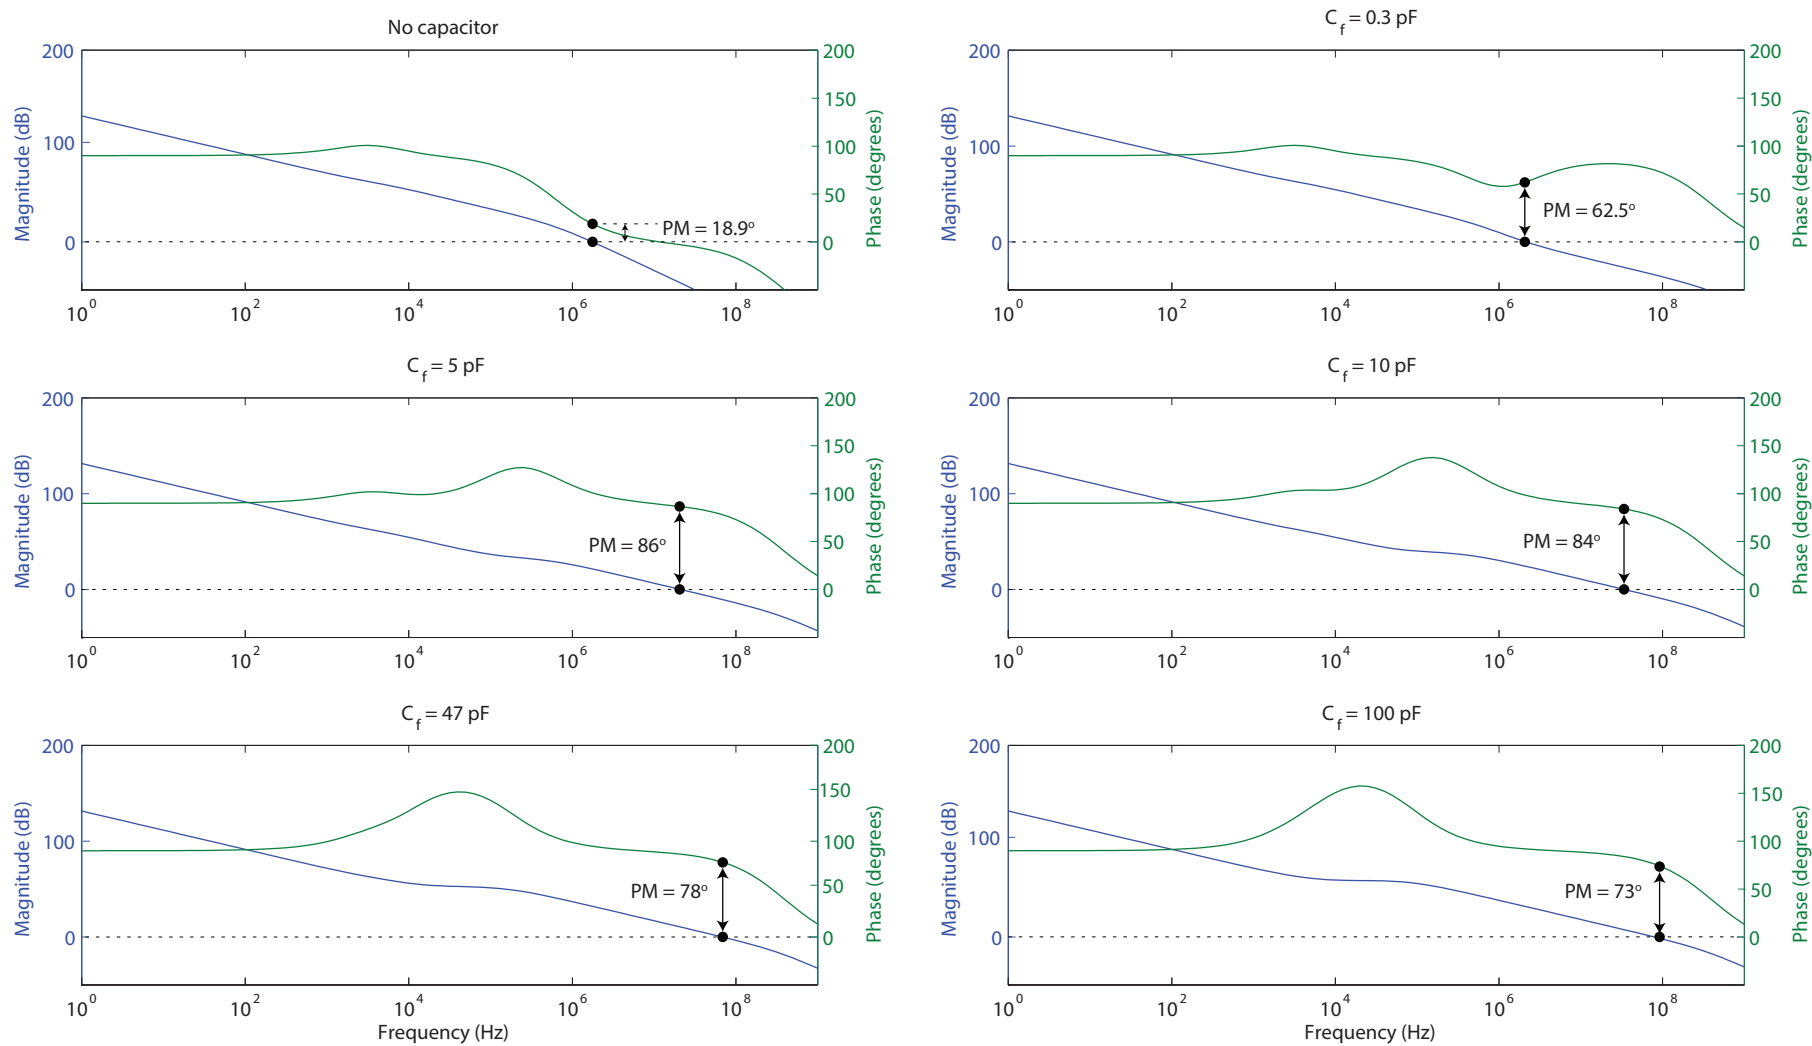 No capacitor
200
100
0
Magnitude (dB)
200
150
100
50
0
Phase (degrees)
PM = 18.9°
10^0 10^2 10^4 10^6 10^8
C_f = 0.3 pF
200
100
0
Magnitude (dB)
200
150
100
50
0
Phase (degrees)
PM = 62.5°
10^0 10^2 10^4 10^6 10^8
C_f = 5 pF
200
100
0
Magnitude (dB)
200
150
100
50
0
Phase (degrees)
PM = 86°
10^0 10^2 10^4 10^6 10^8
C_f = 10 pF
200
100
0
Magnitude (dB)
200
150
100
50
0
Phase (degrees)
PM = 84°
10^0 10^2 10^4 10^6 10^8
C_f = 47 pF
200
100
0
Magnitude (dB)
200
150
100
50
0
Phase (degrees)
PM = 78°
10^0 10^2 10^4 10^6 10^8
Frequency (Hz)
C_f = 100 pF
200
100
0
Magnitude (dB)
200
150
100
50
0
Phase (degrees)
PM = 73°
10^0 10^2 10^4 10^6 10^8
Frequency (Hz)